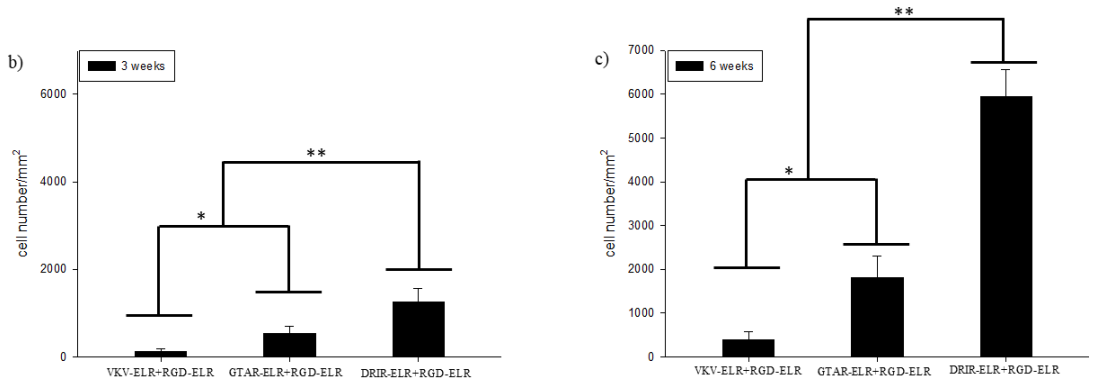 b)
3 weeks
cell number/mm²
6000
4000
2000
0
*
**
VKV-ELR+RGD-ELR
GTAR-ELR+RGD-ELR
DRIR-ELR+RGD-ELR
c)
6 weeks
cell number/mm²
7000
6000
5000
4000
3000
2000
1000
0
*
**
VKV-ELR+RGD-ELR
GTAR-ELR+RGD-ELR
DRIR-ELR+RGD-ELR